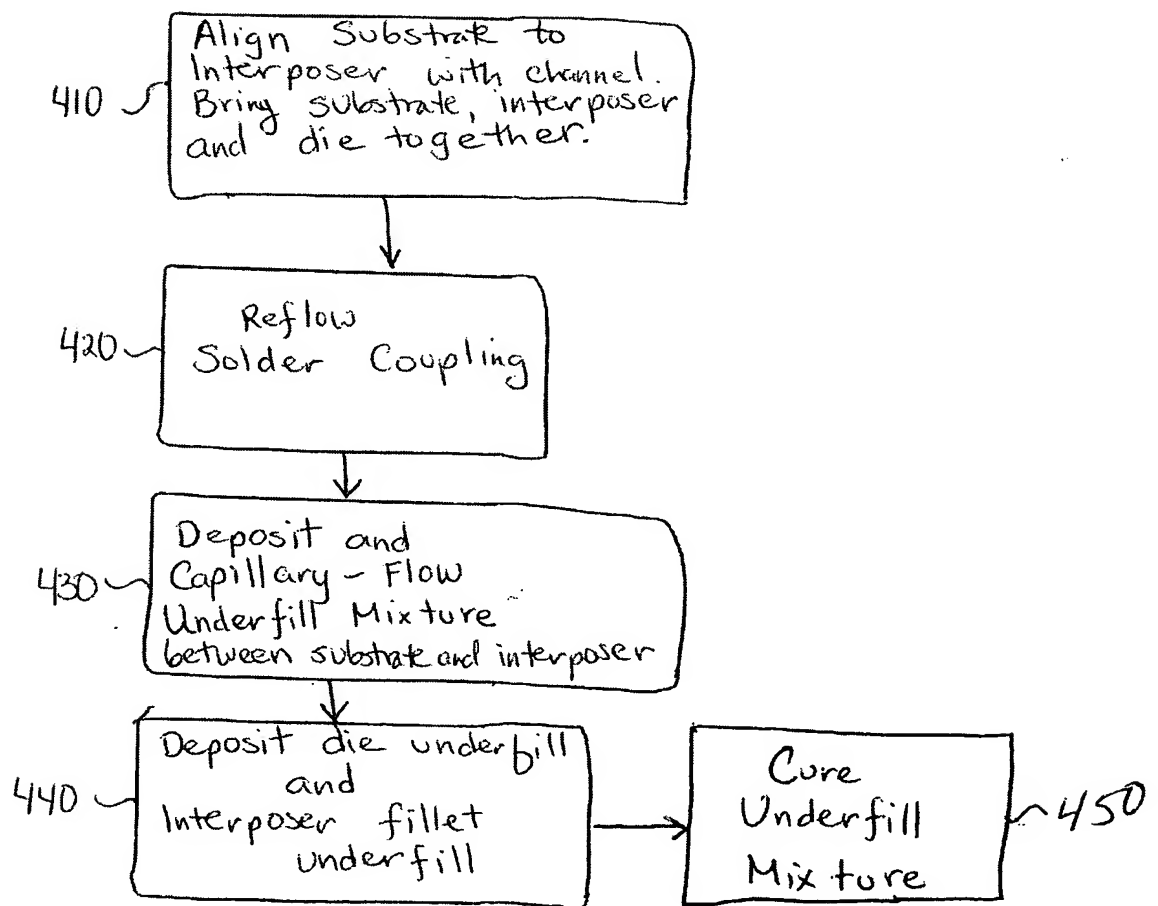 Align Substrate to
Interposer with channel.
410 Bring substrate, interposer
and die together.
Reflow
420 Solder Coupling
Deposit and
430 Capillary - Flow
Underfill Mixture
between substrate and interposer
Deposit die underfill
and
440 Interposer fillet
underfill
Cure
Underfill 450
Mixture